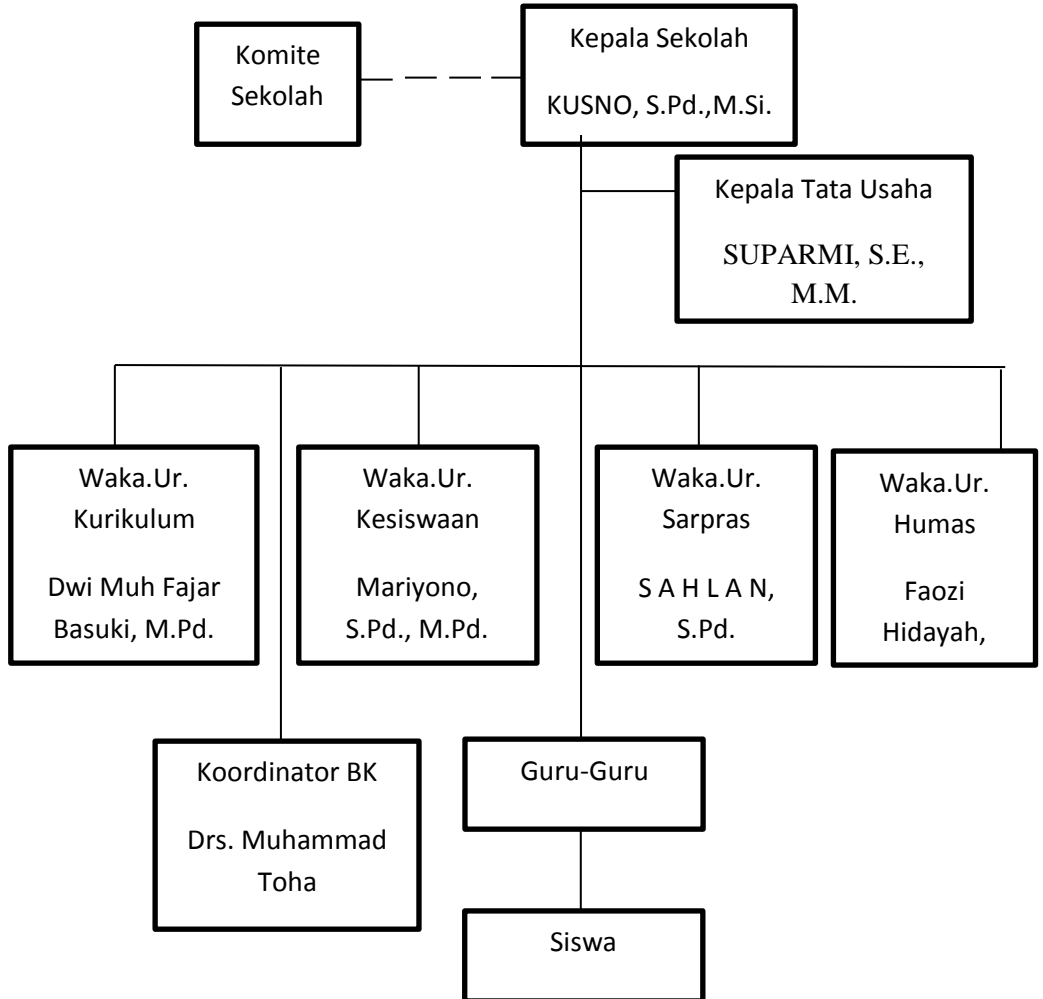 Komite
Sekolah
Kepala Sekolah
KUSNO, S.Pd.,M.Si.
Kepala Tata Usaha
SUPARMI, S.E.,
M.M.
Waka.Ur.
Kurikulum
Dwi Muh Fajar
Basuki, M.Pd.
Waka.Ur.
Kesiswaan
Mariyono,
S.Pd., M.Pd.
Waka.Ur.
Sarpras
S A H L A N,
S.Pd.
Waka.Ur.
Humas
Faozi
Hidayah,
Koordinator BK
Drs. Muhammad
Toha
Guru-Guru
Siswa